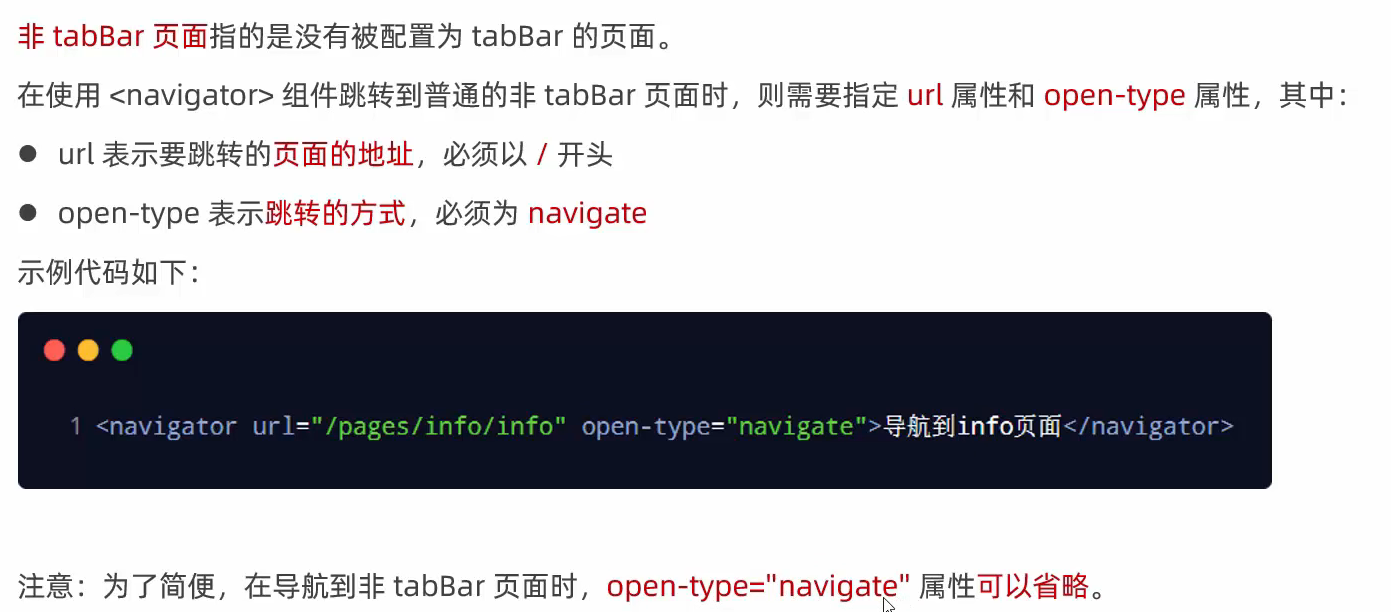 非 tabBar 页面指的是没有被配置为 tabBar 的页面。
在使用 <navigator> 组件跳转到普通的非 tabBar 页面时，则需要指定 url 属性和 open-type 属性，其中：
● url 表示要跳转的页面的地址，必须以 / 开头
● open-type 表示跳转的方式，必须为 navigate
示例代码如下：
1 <navigator url="/pages/info/info" open-type="navigate">导航到info页面</navigator>
注意：为了简便，在导航到非 tabBar 页面时，open-type="navigate" 属性可以省略。